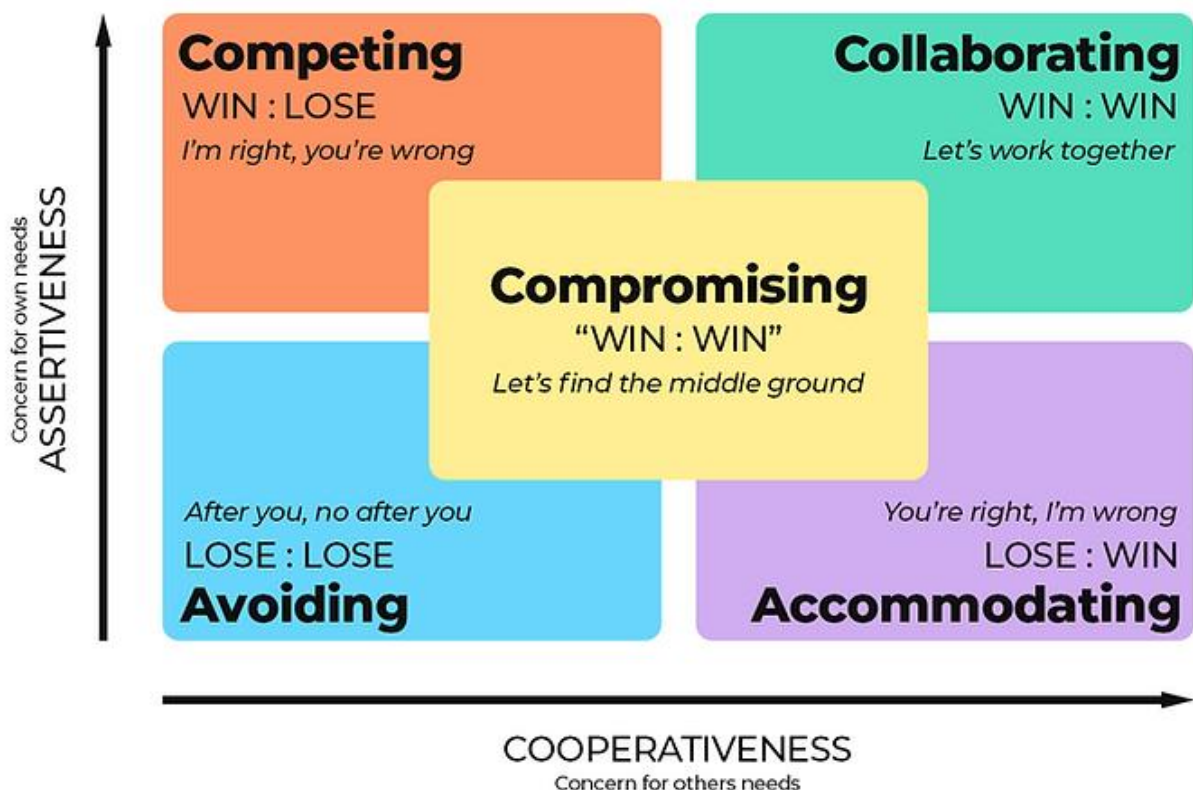 Competing
WIN : LOSE
I'm right, you're wrong
Collaborating
WIN : WIN
Let's work together
Compromising
“WIN : WIN”
Let's find the middle ground
After you, no after you
LOSE : LOSE
Avoiding
You're right, I'm wrong
LOSE : WIN
Accommodating
Concern for own needs
ASSERTIVENESS
COOPERATIVENESS
Concern for others needs